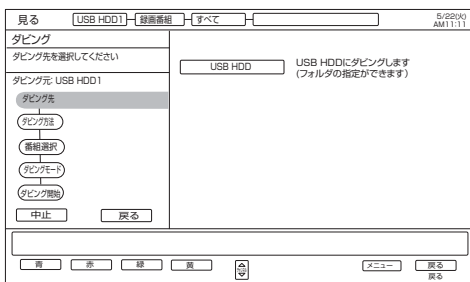 見る USB HDD1 録画番組 すべて 5/22(火)
AM11:11
ダビング
ダビング先を選択してください
USB HDD USB HDDにダビングします
(フォルダの指定ができます)
ダビング元: USB HDD1
ダビング先
ダビング方法
番組選択
ダビングモード
ダビング開始
中止 戻る
青 赤 緑 黄 メニュー 戻る
戻る